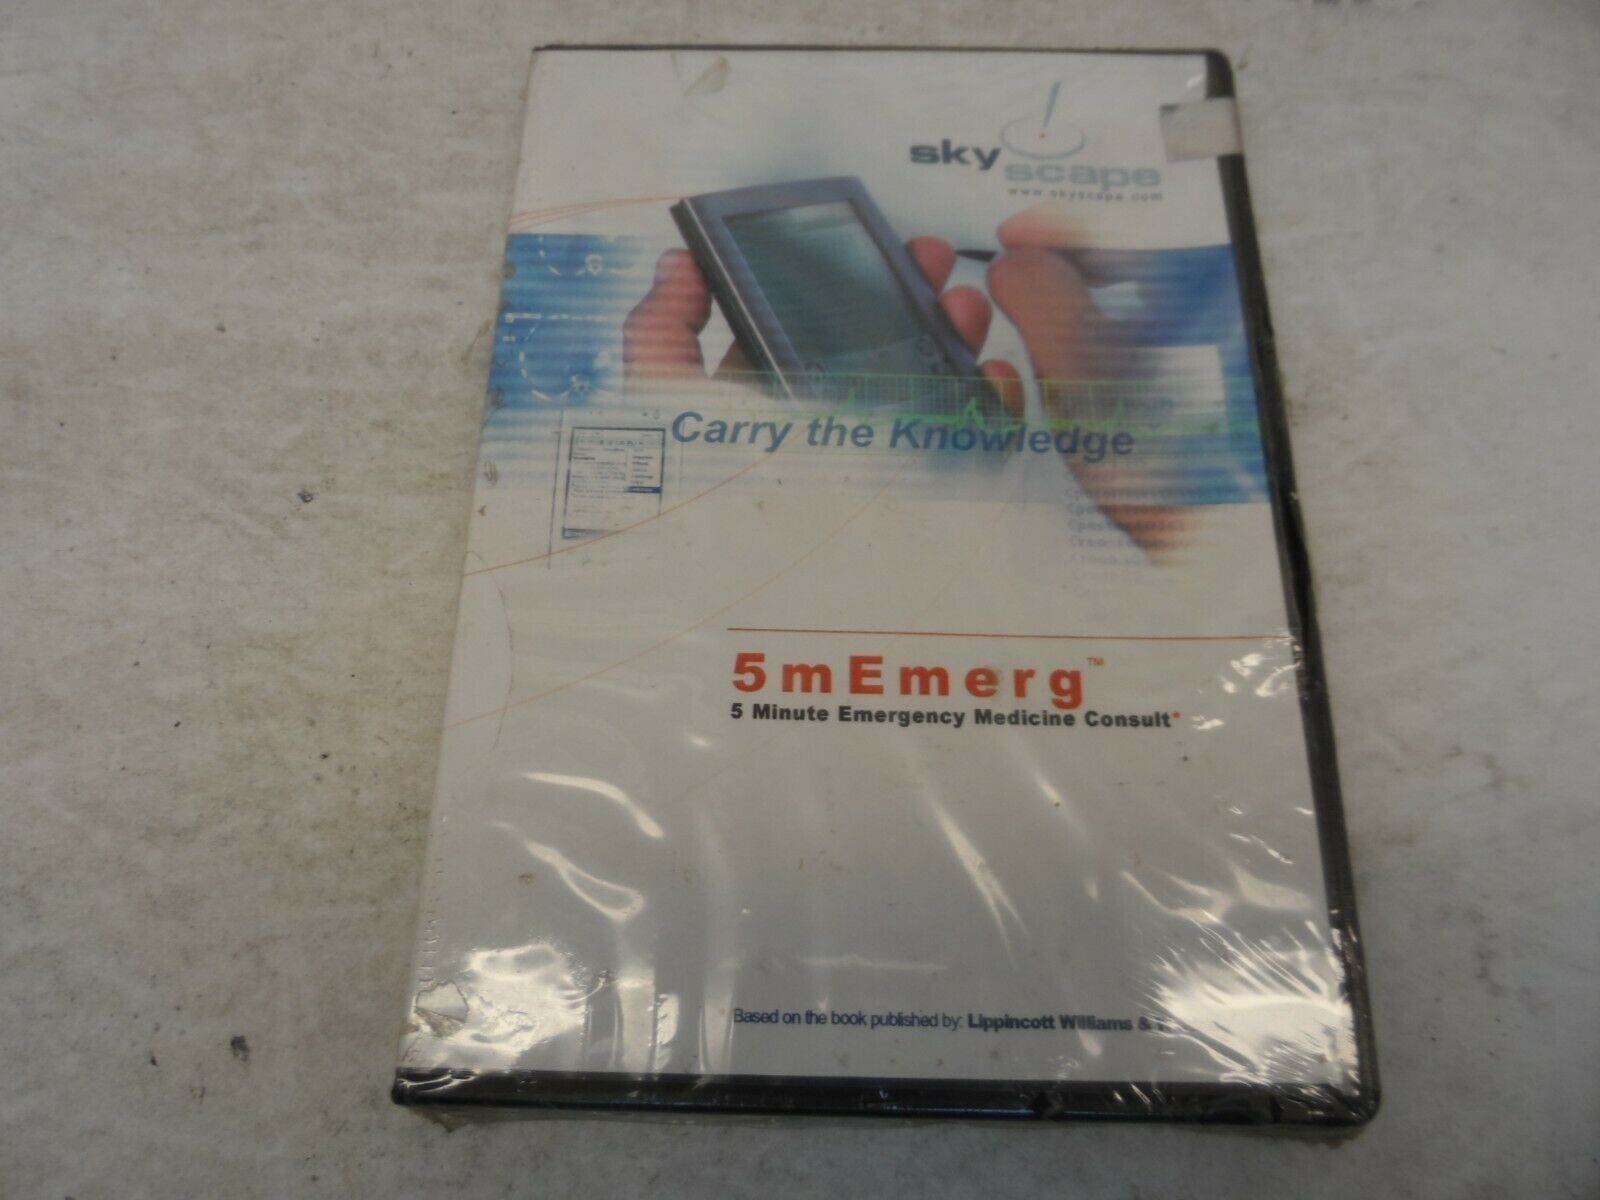 sky
scape
www.skyscape.com
Carry the Knowledge
5mEmerg™
5 Minute Emergency Medicine Consult*
* Based on the book published by: Lippincott Williams &